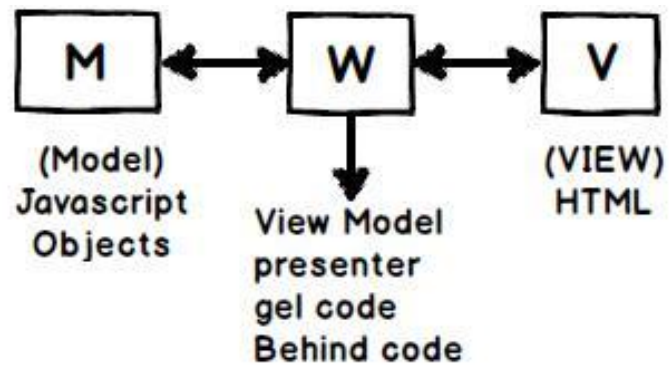 M
W
V
(Model)
Javascript
Objects
View Model
presenter
gel code
Behind code
(VIEW)
HTML